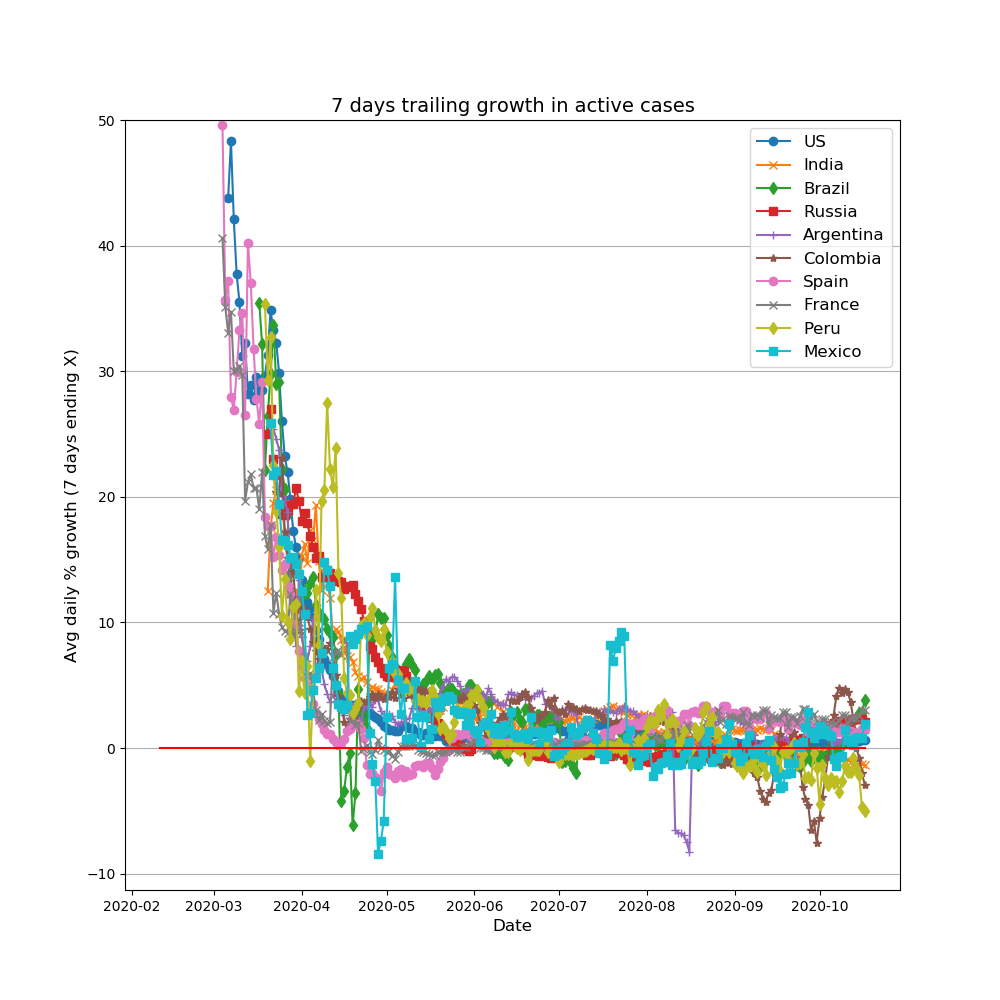 7 days trailing growth in active cases
Avg daily % growth (7 days ending X)
50
40
30
20
10
0
−10
US
India
Brazil
Russia
Argentina
Colombia
Spain
France
Peru
Mexico
2020-02 2020-03 2020-04 2020-05 2020-06 2020-07 2020-08 2020-09 2020-10
Date